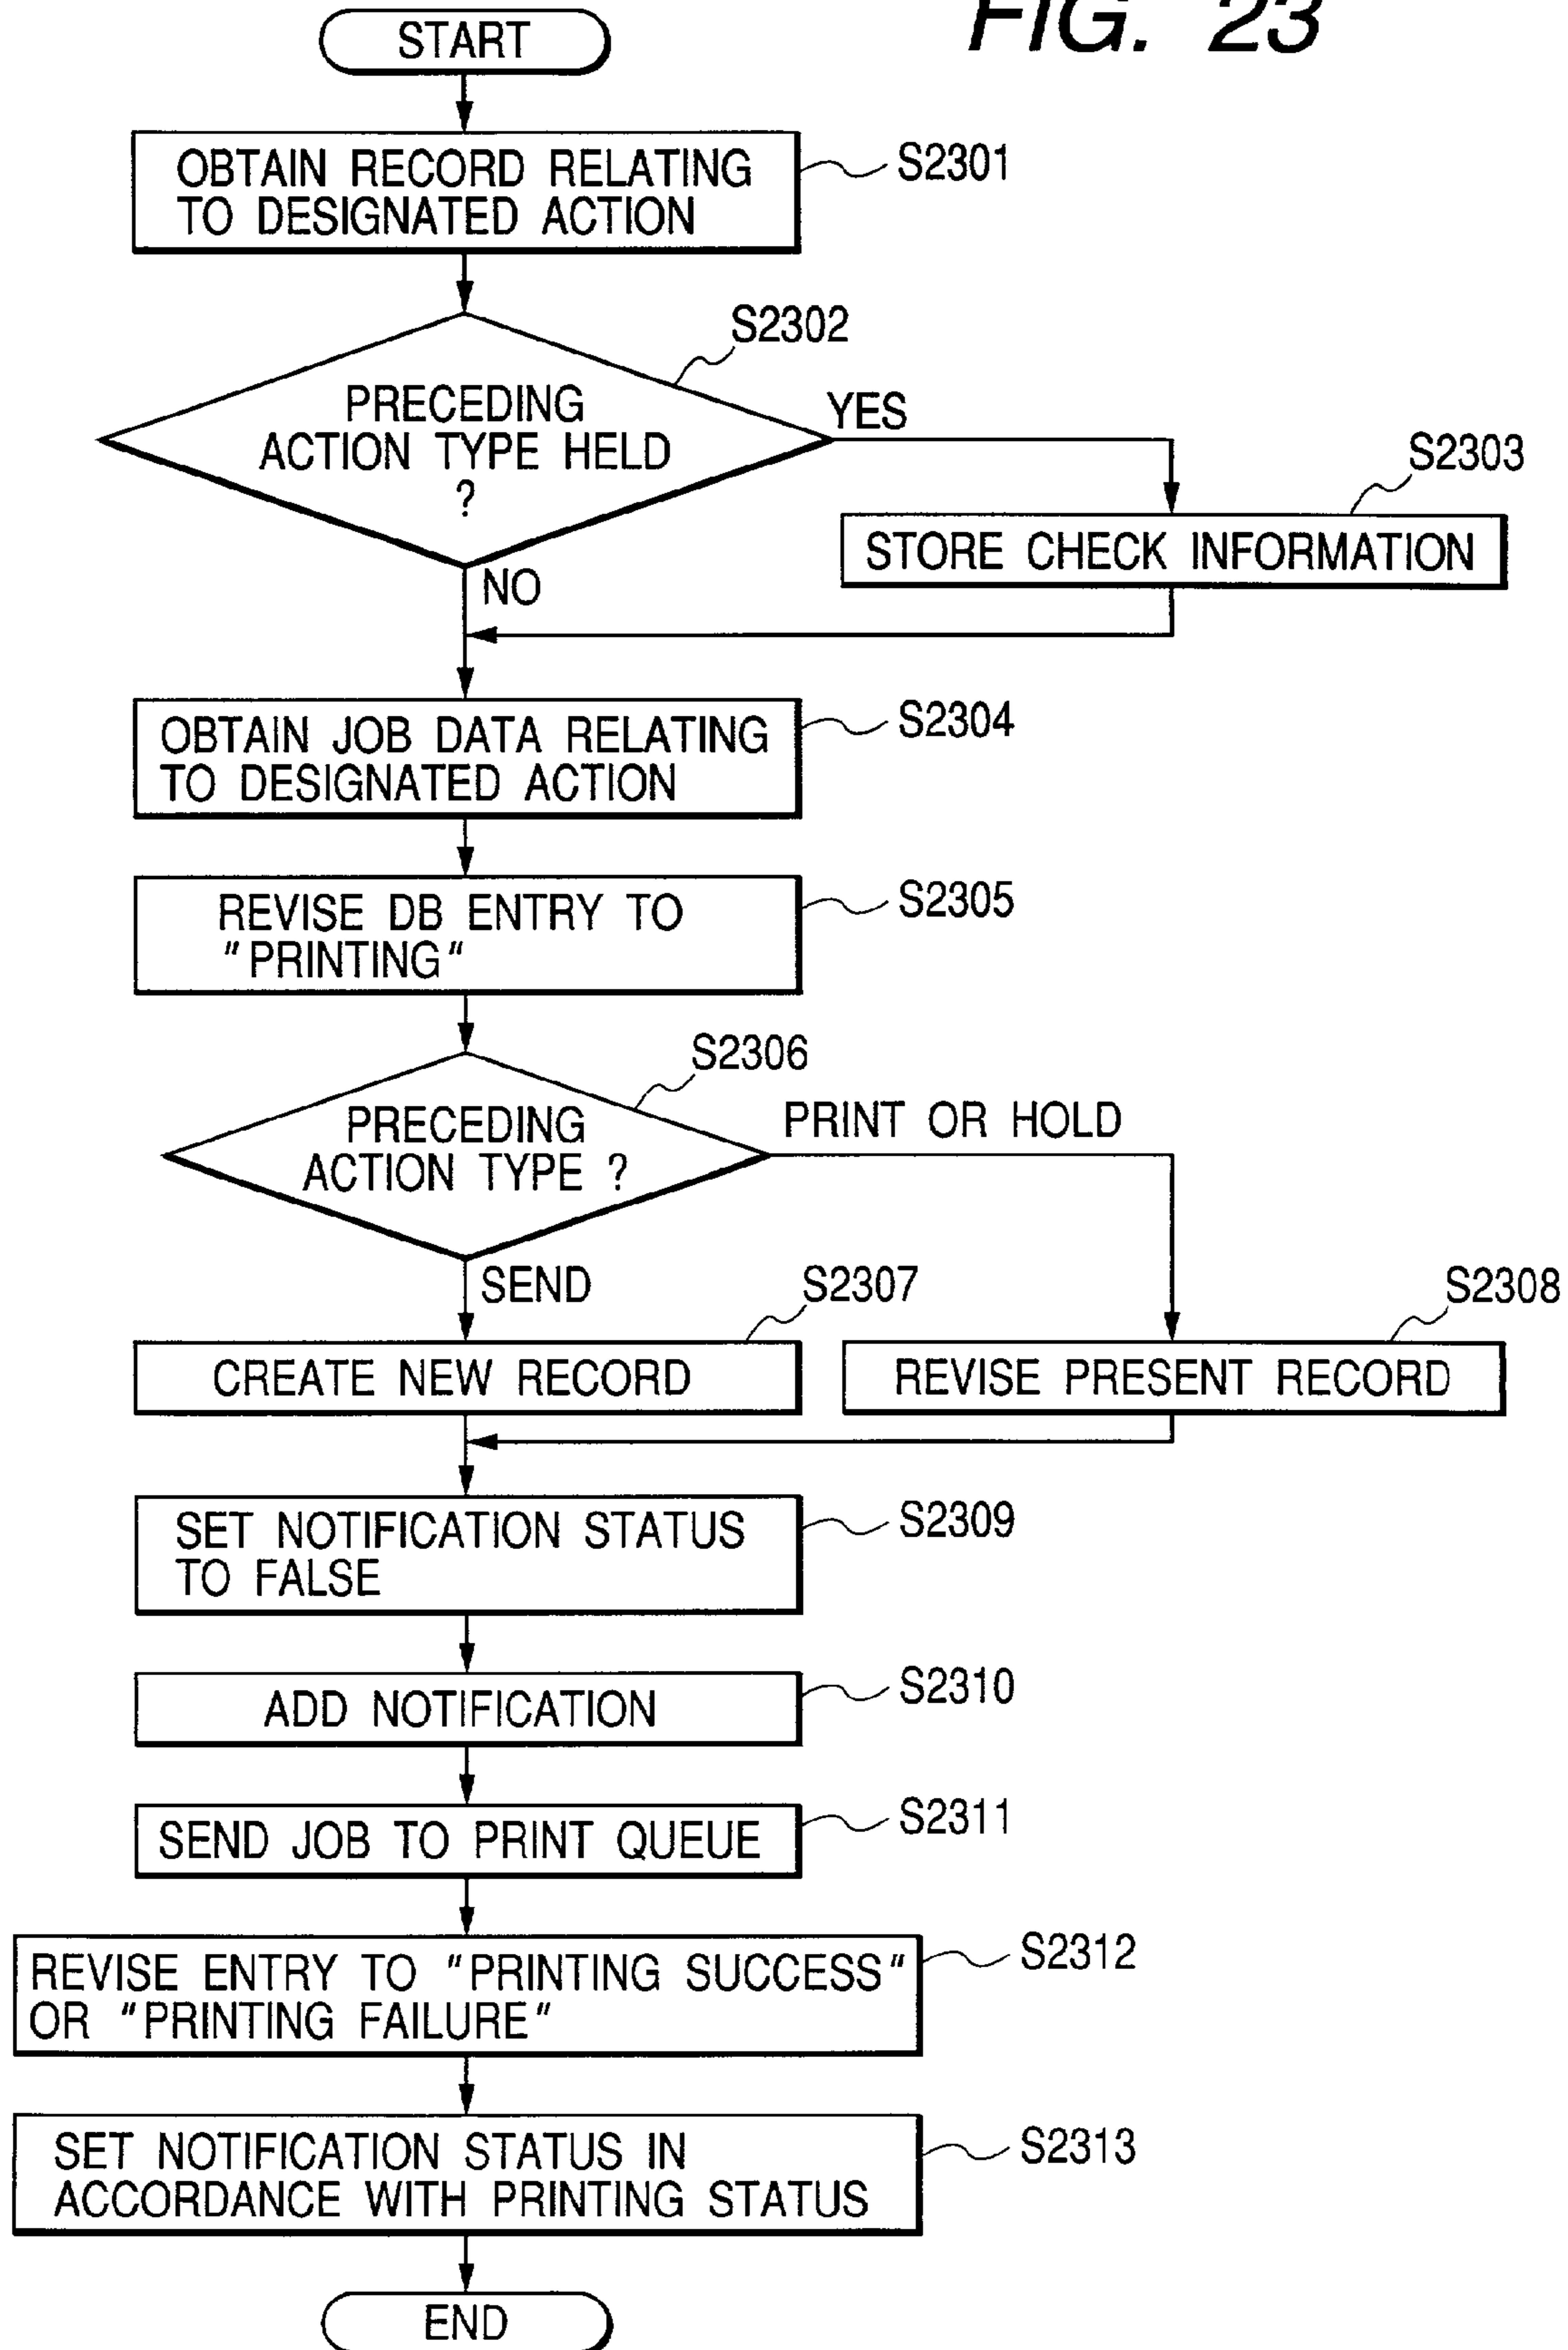 FIG. 23
START
OBTAIN RECORD RELATING
TO DESIGNATED ACTION
S2301
S2302
PRECEDING
ACTION TYPE HELD
?
YES
S2303
STORE CHECK INFORMATION
NO
OBTAIN JOB DATA RELATING
TO DESIGNATED ACTION
S2304
REVISE DB ENTRY TO
"PRINTING"
S2305
S2306
PRECEDING
ACTION TYPE ?
PRINT OR HOLD
SEND
S2307
S2308
CREATE NEW RECORD
REVISE PRESENT RECORD
SET NOTIFICATION STATUS
TO FALSE
S2309
ADD NOTIFICATION
S2310
SEND JOB TO PRINT QUEUE
S2311
REVISE ENTRY TO "PRINTING SUCCESS"
OR "PRINTING FAILURE"
S2312
SET NOTIFICATION STATUS IN
ACCORDANCE WITH PRINTING STATUS
S2313
END